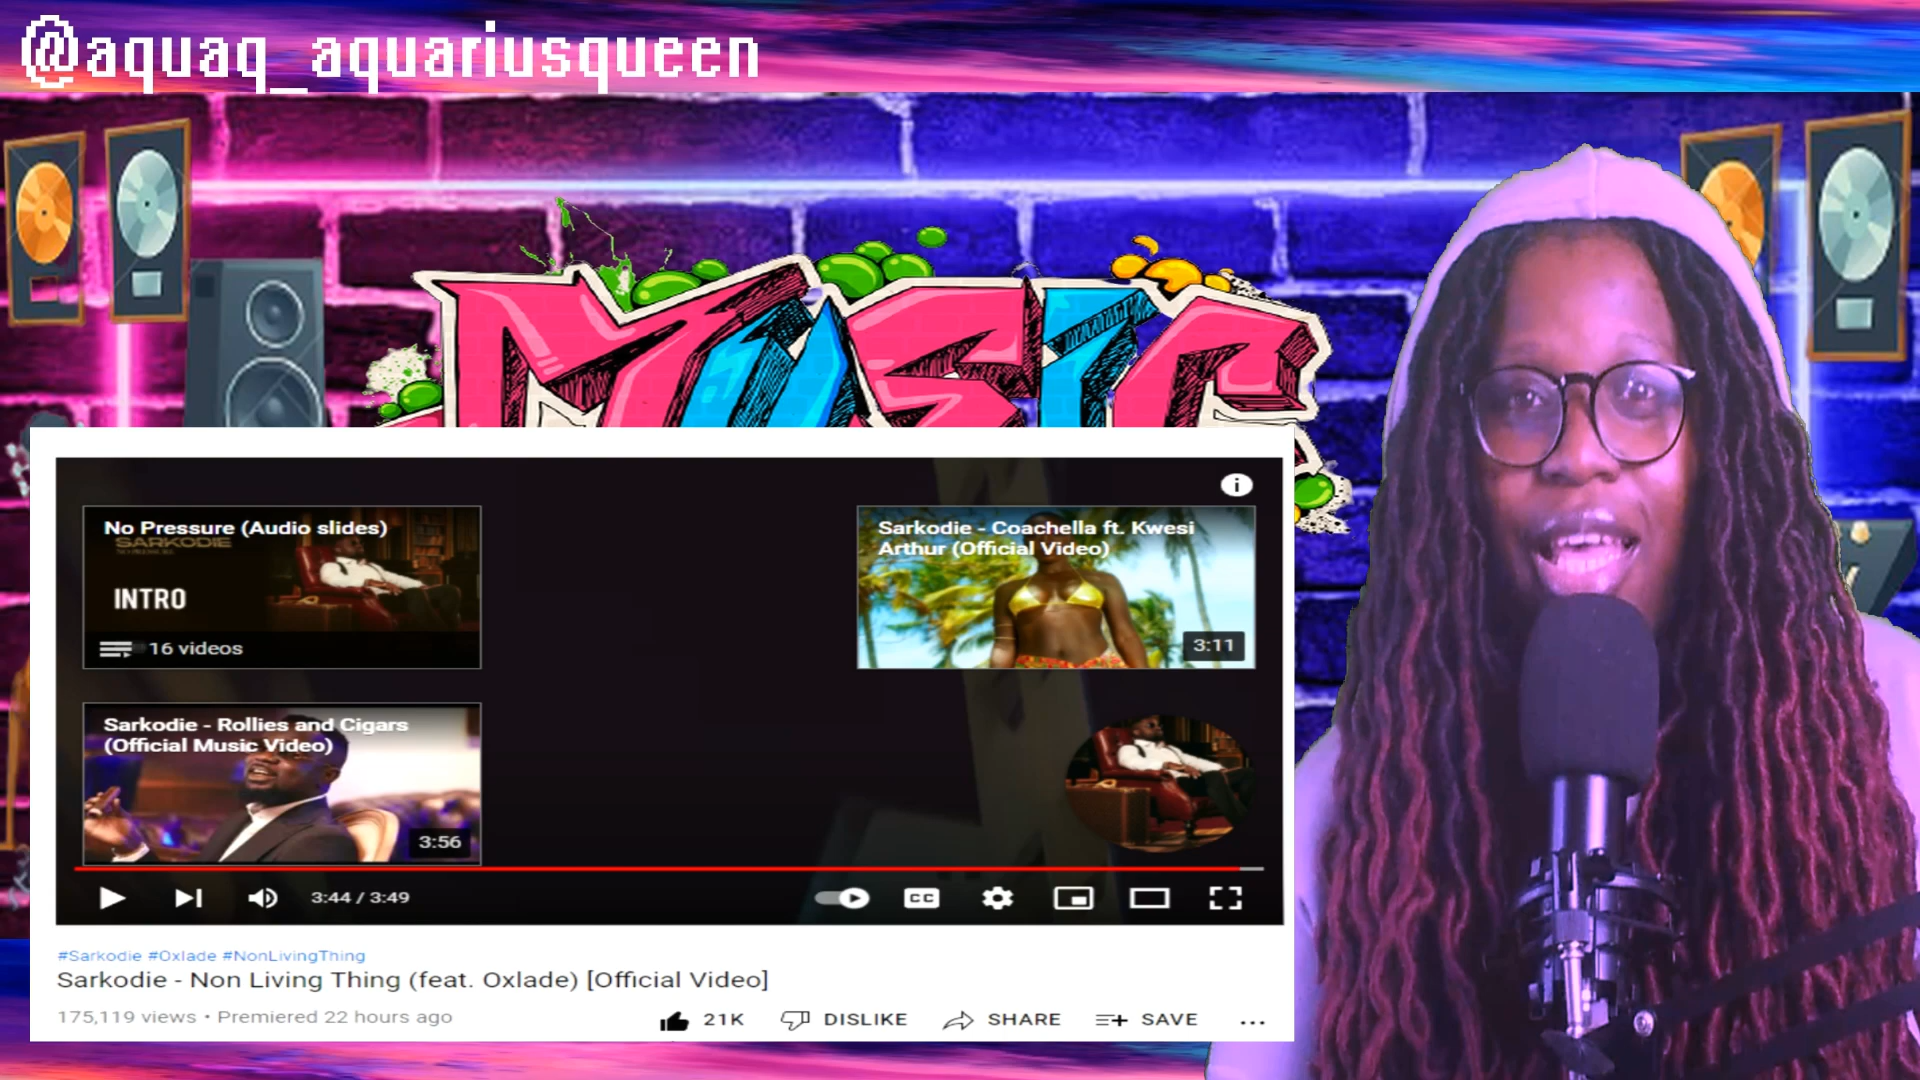 @aquaq_aquariusqueen
MUSIC
No Pressure (Audio slides)
SARKODIE
INTRO
16 videos
Sarkodie - Coachella ft. Kwesi
Arthur (Official Video)
3:11
Sarkodie - Rollies and Cigars
(Official Music Video)
3:56
3:44 / 3:49
CC
#Sarkodie #Oxlade #NonLivingThing
Sarkodie - Non Living Thing (feat. Oxlade) [Official Video]
175,119 views • Premiered 22 hours ago
21K DISLIKE SHARE SAVE ...